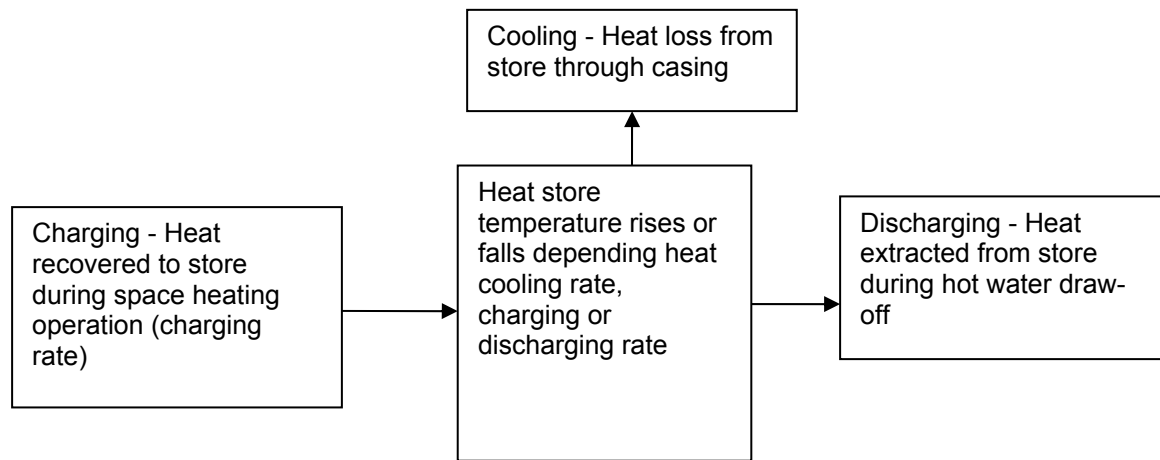 Cooling - Heat loss from
store through casing
Charging - Heat
recovered to store
during space heating
operation (charging
rate)
Heat store
temperature rises or
falls depending heat
cooling rate,
charging or
discharging rate
Discharging - Heat
extracted from store
during hot water draw-
off